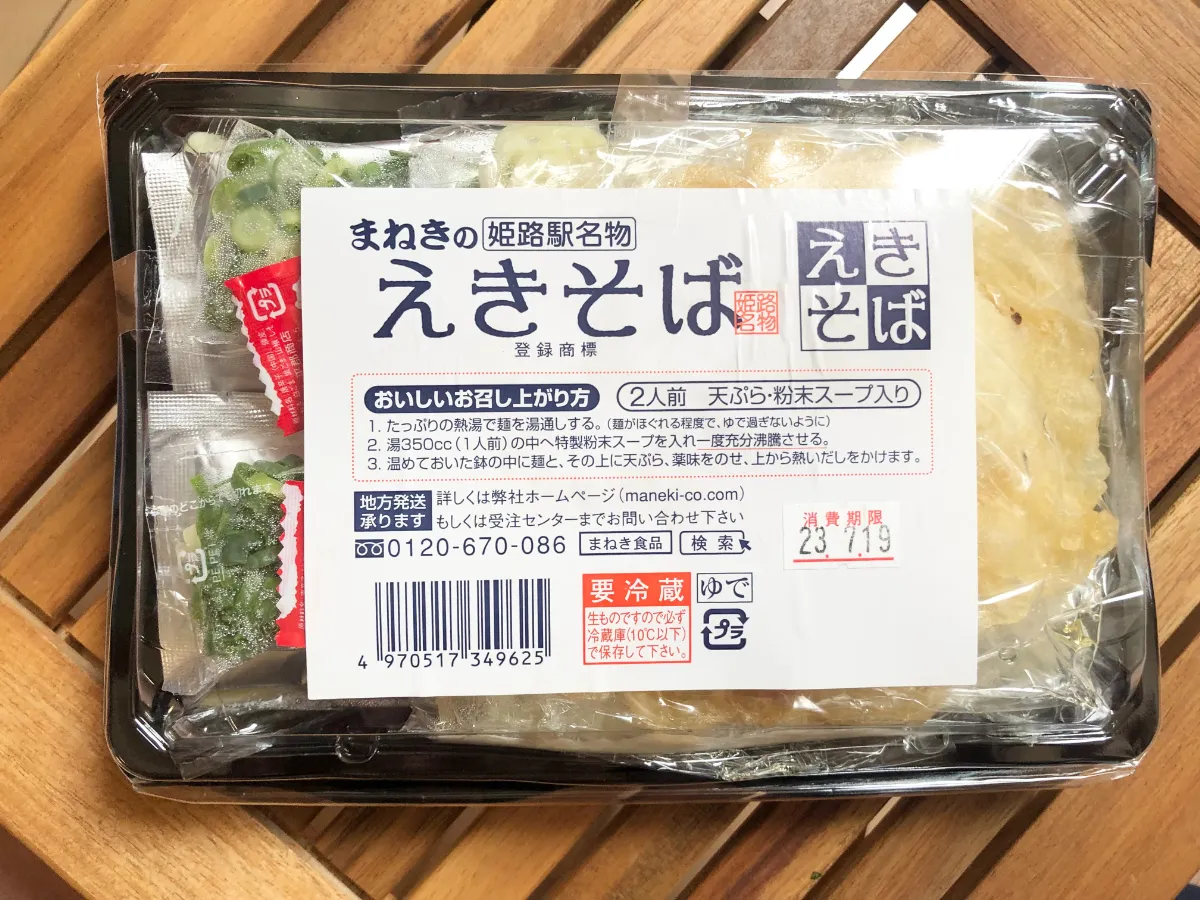 まねきの 姫路駅名物
えきそば
姫路名物
登録商標
えき
そば
おいしいお召し上がり方
2人前 天ぷら・粉末スープ入り
1. たっぷりの熱湯で麺を湯通しする。(麺がほぐれる程度で、ゆで過ぎないように)
2. 湯350cc(1人前)の中へ特製粉末スープを入れ一度充分沸騰させる。
3. 温めておいた鉢の中に麺と、その上に天ぷら、薬味をのせ、上から熱いだしをかけます。
地方発送
承ります
詳しくは弊社ホームページ(maneki-co.com)
もしくは受注センターまでお問い合わせ下さい
0120-670-086 まねき食品 検索
消費期限
23. 7.19
要冷蔵
生ものですので必ず
冷蔵庫(10℃以下)
で保存して下さい。
ゆで
プラ
4 970517 349625
プラ
プラ
PE,PET